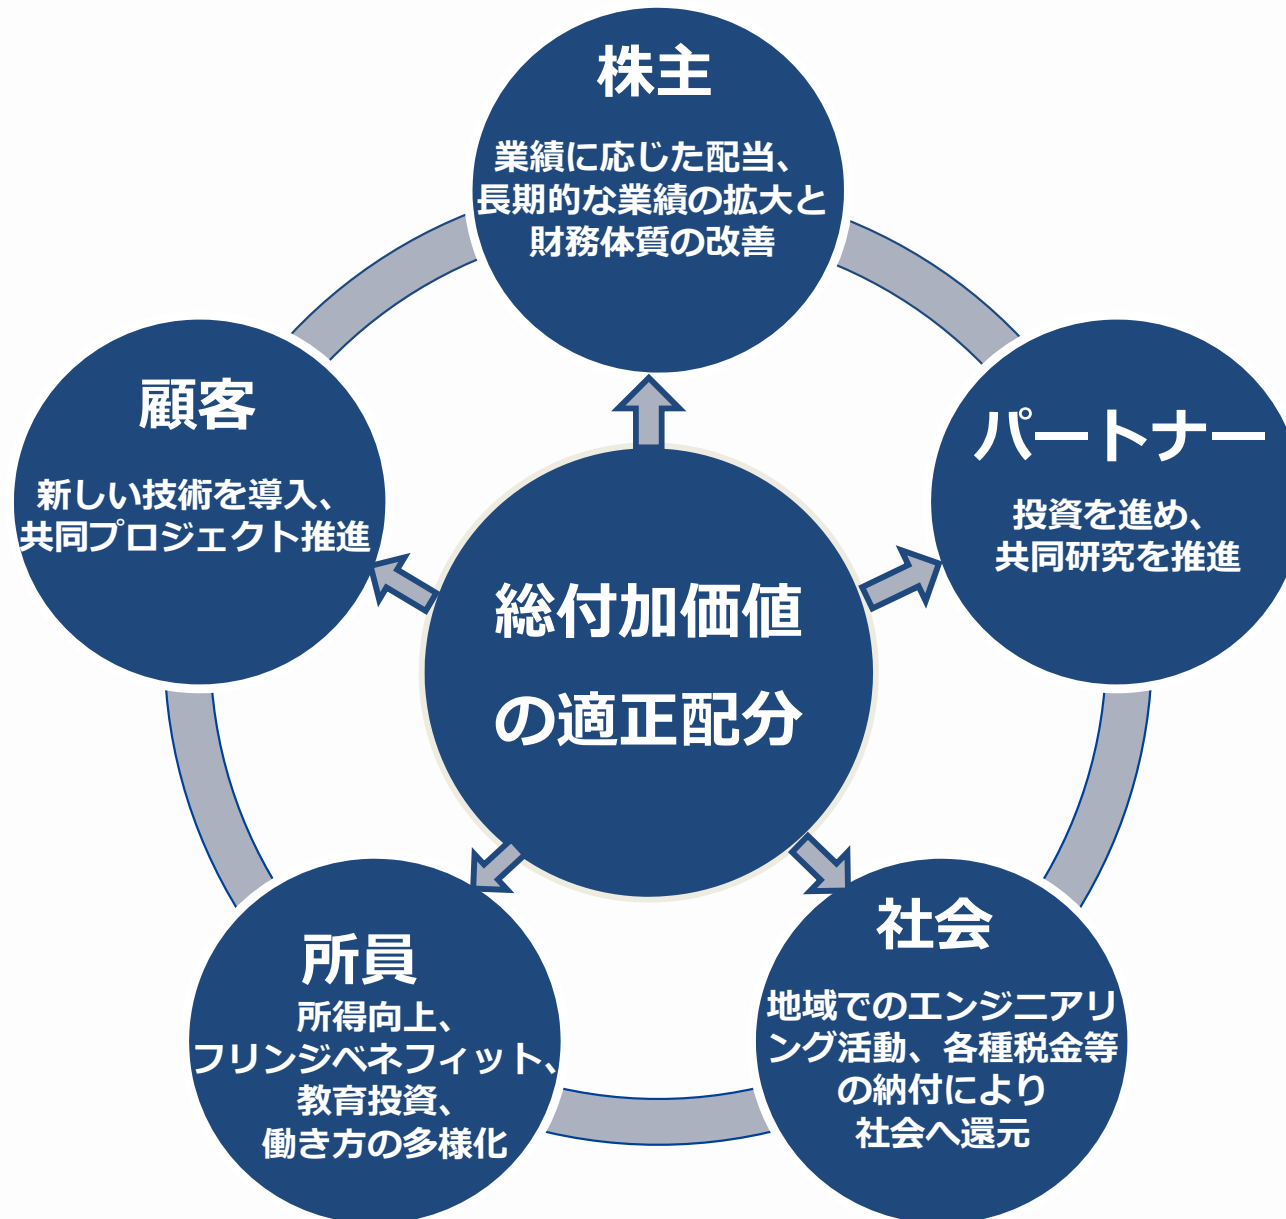 株主
業績に応じた配当、
長期的な業績の拡大と
財務体質の改善
顧客
新しい技術を導入、
共同プロジェクト推進
パートナー
投資を進め、
共同研究を推進
総付加価値
の適正配分
所員
所得向上、
フリンジベネフィット、
教育投資、
働き方の多様化
社会
地域でのエンジニアリ
ング活動、各種税金等
の納付により
社会へ還元